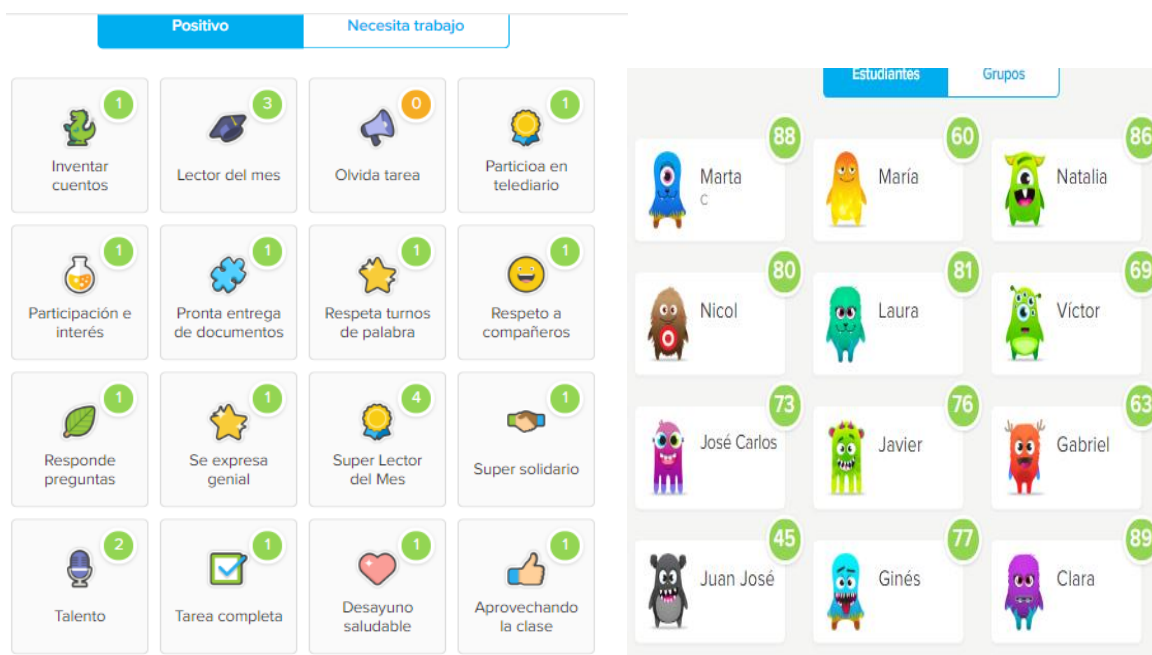 Positivo
Necesita trabajo
1
Inventar
cuentos
3
Lector del mes
0
Olvida tarea
1
Particioa en
telediario
1
Participación e
interés
1
Pronta entrega
de documentos
1
Respeta turnos
de palabra
1
Respeto a
compañeros
1
Responde
preguntas
1
Se expresa
genial
4
Super Lector
del Mes
1
Super solidario
2
Talento
1
Tarea completa
1
Desayuno
saludable
1
Aprovechando
la clase
Estudiantes
Grupos
88
Marta
C
60
María
86
Natalia
80
Nicol
81
Laura
69
Víctor
73
José Carlos
76
Javier
63
Gabriel
45
Juan José
77
Ginés
89
Clara